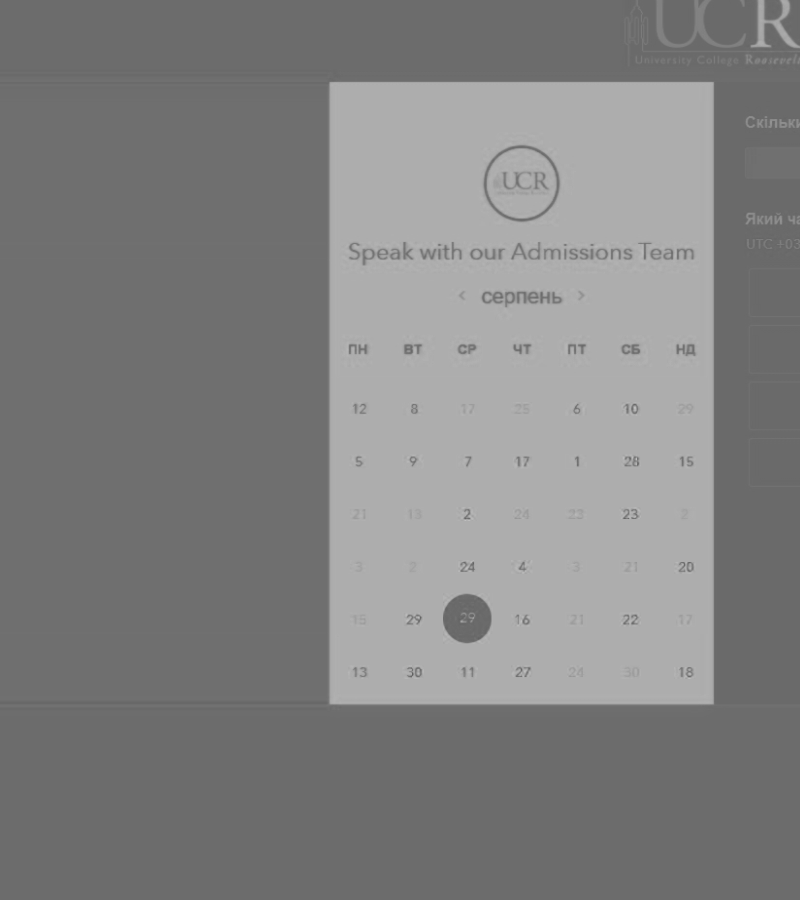 UCR
University College Roosevelt
UCR
Speak with our Admissions Team
‹ серпень ›
ПН ВТ СР ЧТ ПТ СБ НД
12 8 17 25 6 10 29
5 9 7 17 1 28 15
21 13 2 24 22 23 2
3 2 24 4 3 21 20
15 29 29 16 21 22 17
13 30 11 27 24 30 18
Скільки
Який ча
UTC +03